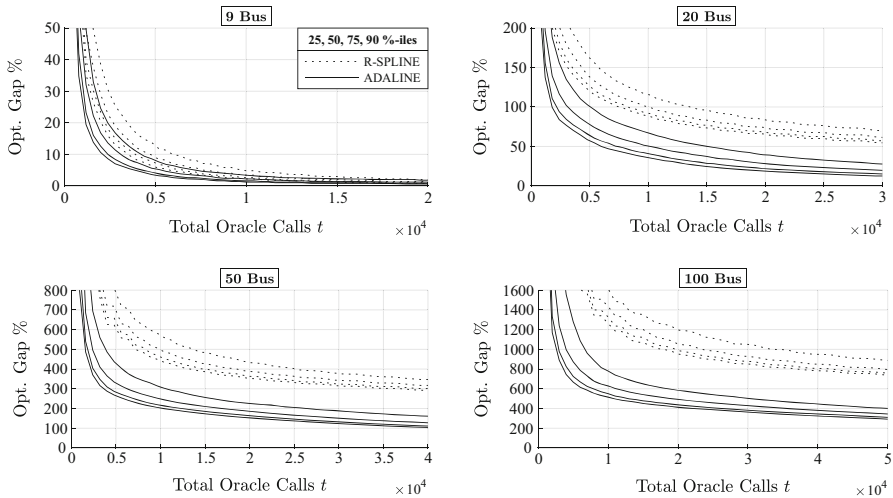 9 Bus
50
40
30
20
10
0
Opt. Gap %
25, 50, 75, 90 %-iles
R-SPLINE
ADALINE
0 0.5 1 1.5 2
Total Oracle Calls t
×10^4
20 Bus
200
150
100
50
0
Opt. Gap %
0 0.5 1 1.5 2 2.5 3
Total Oracle Calls t
×10^4
50 Bus
800
700
600
500
400
300
200
100
0
Opt. Gap %
0 0.5 1 1.5 2 2.5 3 3.5 4
Total Oracle Calls t
×10^4
100 Bus
1600
1400
1200
1000
800
600
400
200
0
Opt. Gap %
0 1 2 3 4 5
Total Oracle Calls t
×10^4